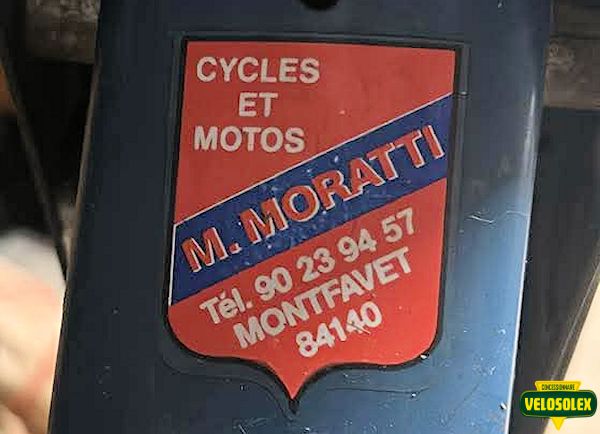 CYCLES
ET
MOTOS
M. MORATTI
Tél. 90 23 94 57
MONTFAVET
84140
CONCESSIONNAIRE
VELOSOLEX